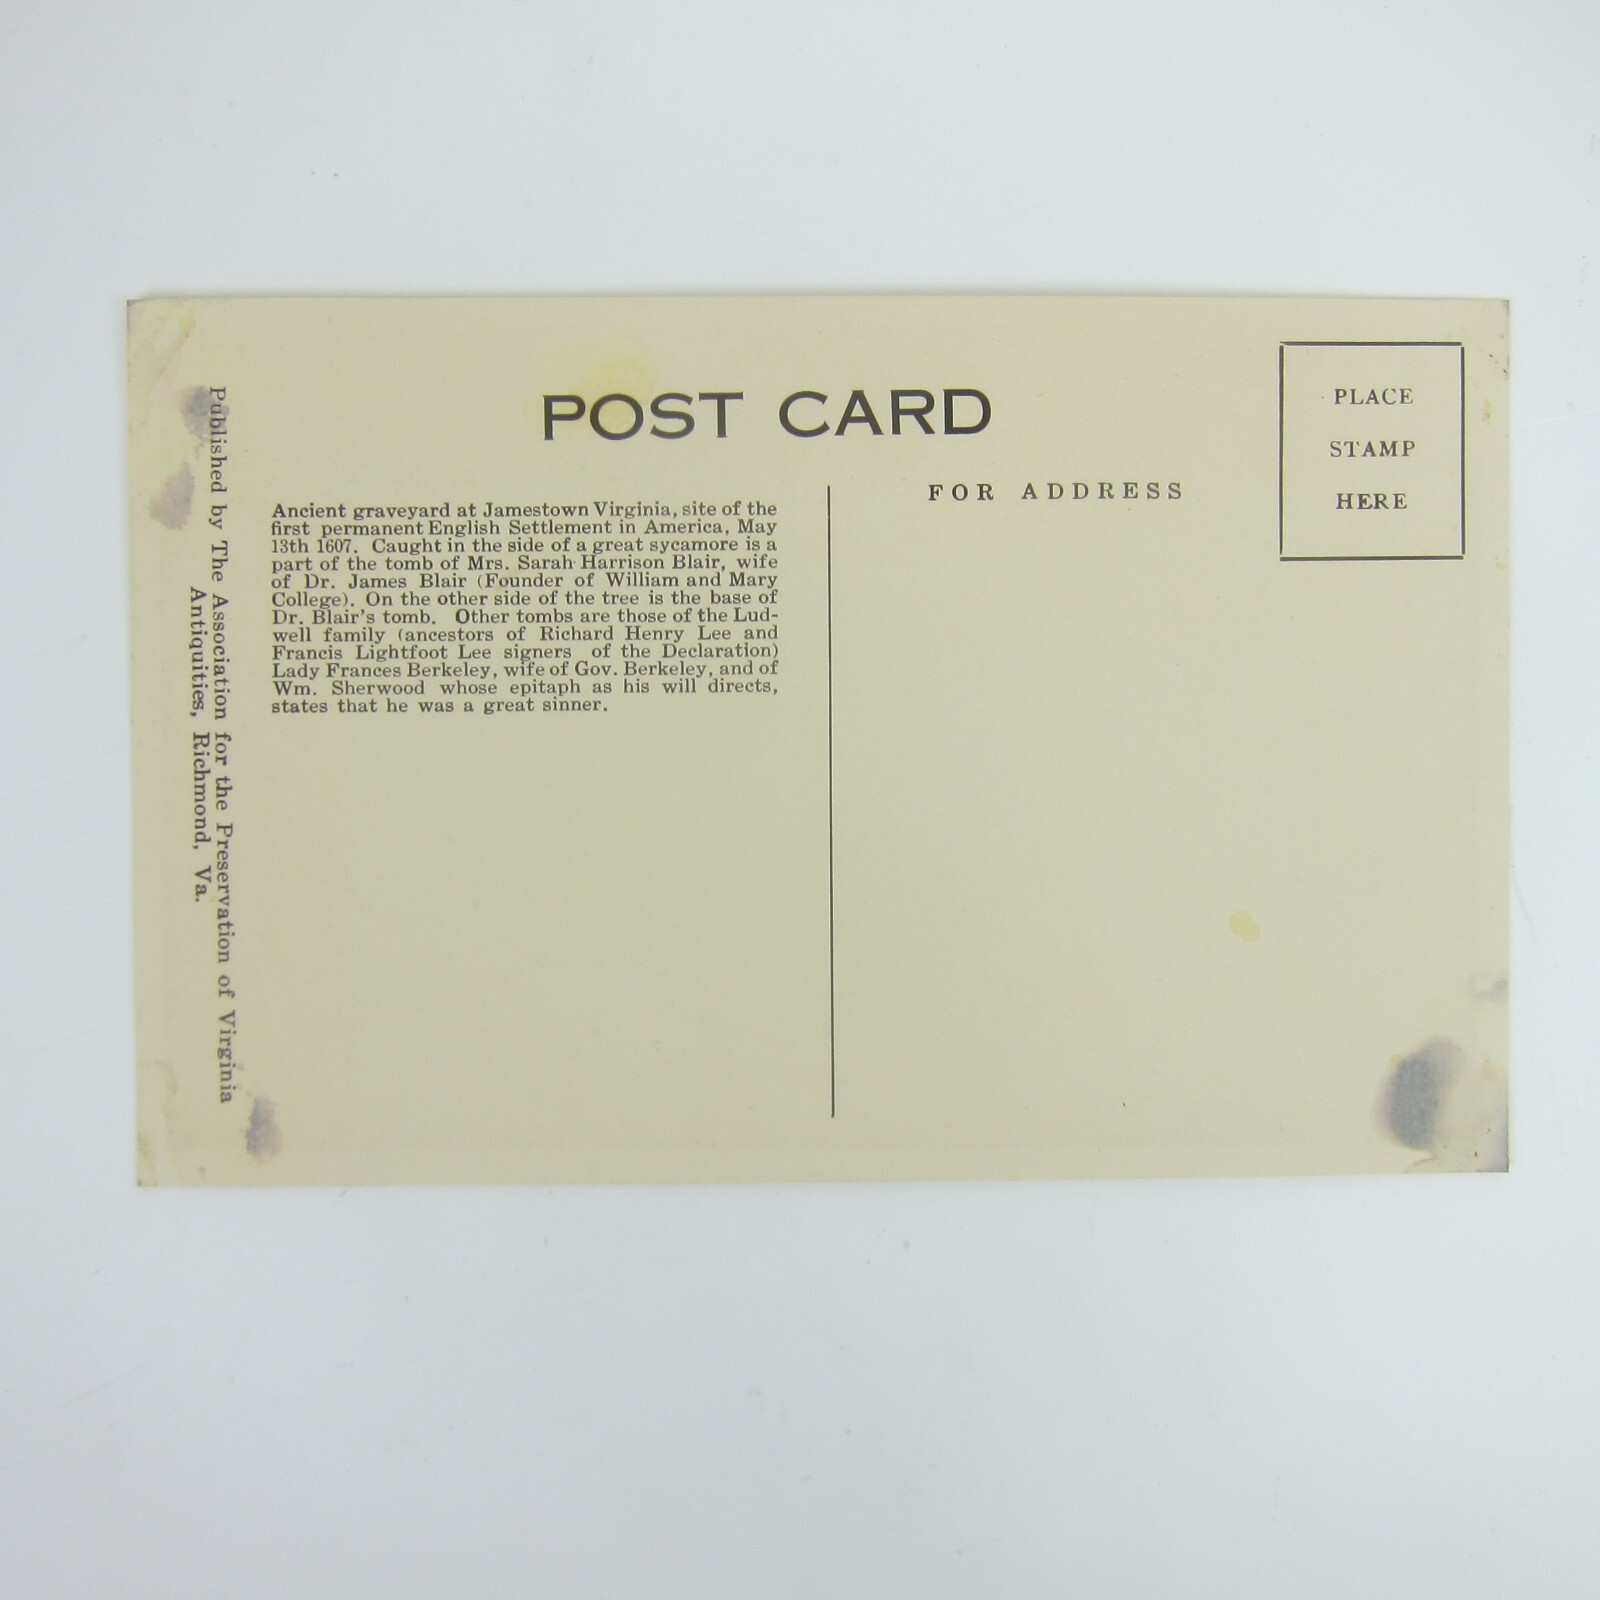 POST CARD
PLACE
STAMP
HERE
FOR ADDRESS
Ancient graveyard at Jamestown Virginia, site of the
first permanent English Settlement in America, May
13th 1607. Caught in the side of a great sycamore is a
part of the tomb of Mrs. Sarah Harrison Blair, wife
of Dr. James Blair (Founder of William and Mary
College). On the other side of the tree is the base of
Dr. Blair's tomb. Other tombs are those of the Lud-
well family (ancestors of Richard Henry Lee and
Francis Lightfoot Lee signers of the Declaration)
Lady Frances Berkeley, wife of Gov. Berkeley, and of
Wm. Sherwood whose epitaph as his will directs,
states that he was a great sinner.
Published by The Association for the Preservation of Virginia
Antiquities, Richmond, Va.